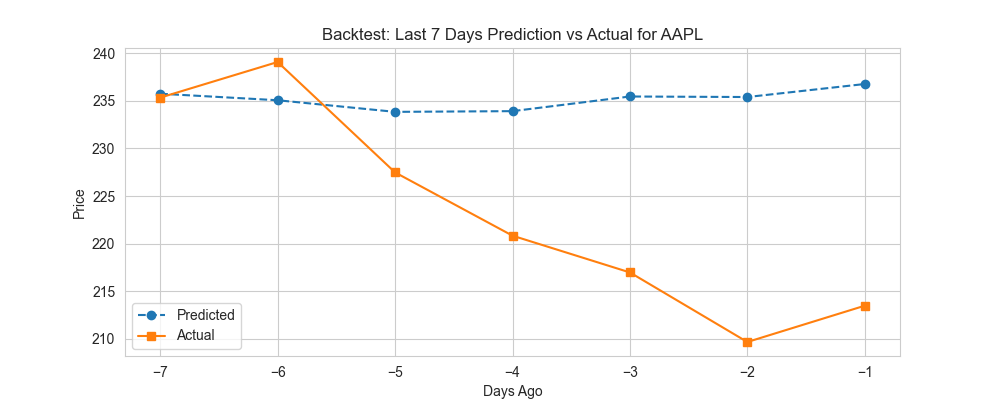 Backtest: Last 7 Days Prediction vs Actual for AAPL
Price
240
235
230
225
220
215
210
Predicted
Actual
−7 −6 −5 −4 −3 −2 −1
Days Ago